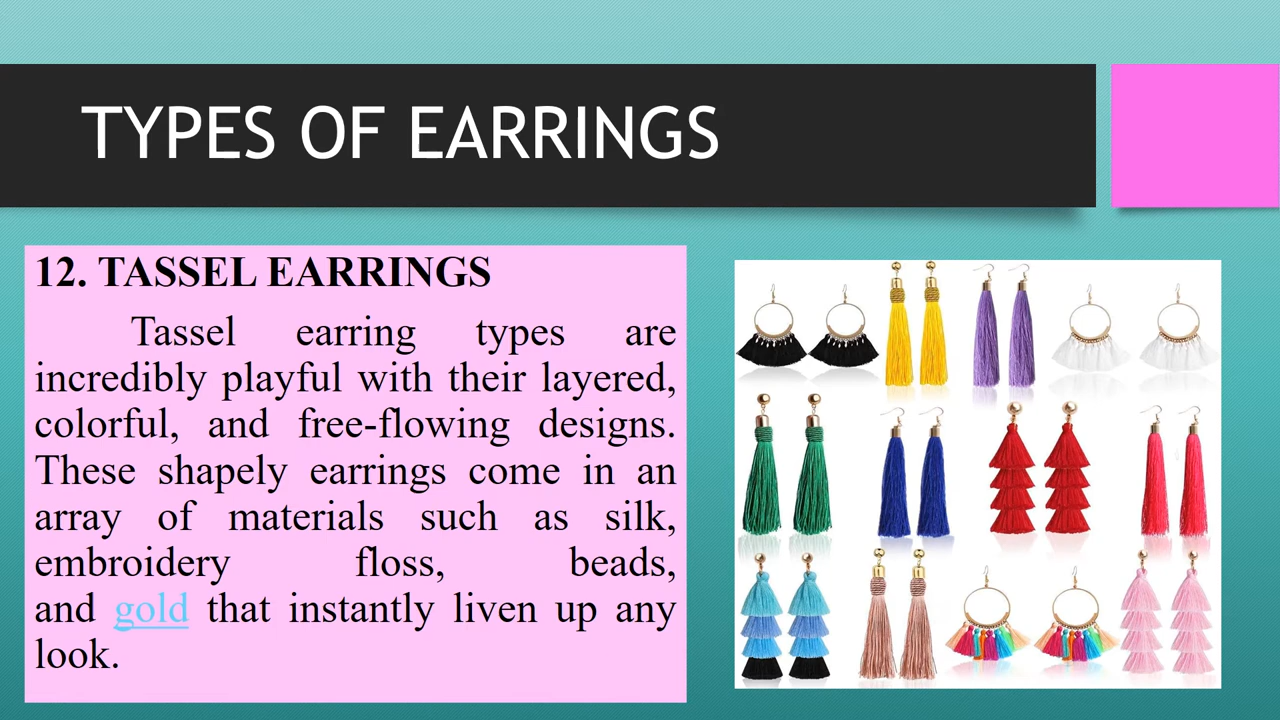 TYPES OF EARRINGS
12. TASSEL EARRINGS
Tassel earring types are
incredibly playful with their layered,
colorful, and free-flowing designs.
These shapely earrings come in an
array of materials such as silk,
embroidery floss, beads,
and gold that instantly liven up any
look.